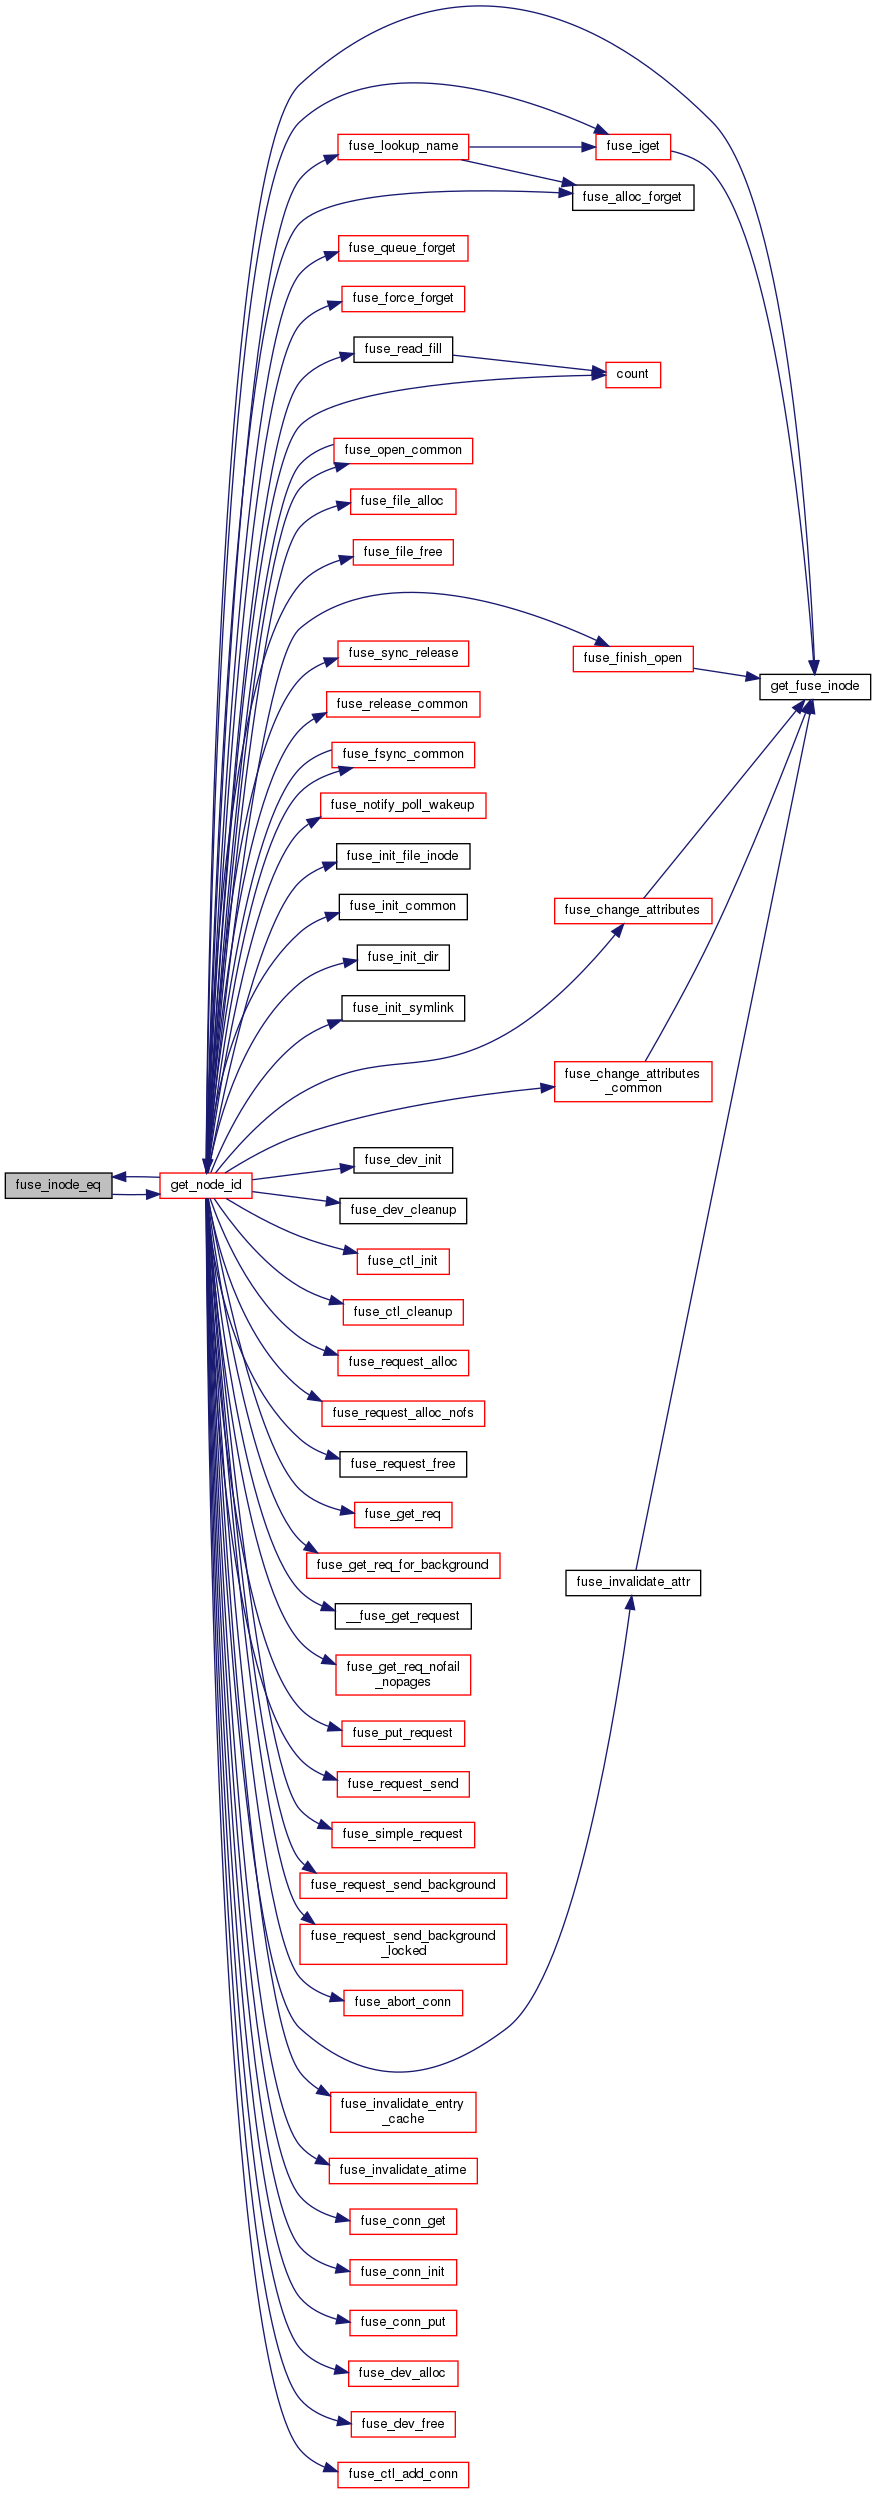 fuse_lookup_name
fuse_iget
fuse_alloc_forget
fuse_queue_forget
fuse_force_forget
fuse_read_fill
count
fuse_open_common
fuse_file_alloc
fuse_file_free
fuse_sync_release
fuse_finish_open
get_fuse_inode
fuse_release_common
fuse_fsync_common
fuse_notify_poll_wakeup
fuse_init_file_inode
fuse_init_common
fuse_change_attributes
fuse_init_dir
fuse_init_symlink
fuse_change_attributes
_common
fuse_dev_init
fuse_inode_eq
get_node_id
fuse_dev_cleanup
fuse_ctl_init
fuse_ctl_cleanup
fuse_request_alloc
fuse_request_alloc_nofs
fuse_request_free
fuse_get_req
fuse_get_req_for_background
fuse_invalidate_attr
__fuse_get_request
fuse_get_req_nofail
_nopages
fuse_put_request
fuse_request_send
fuse_simple_request
fuse_request_send_background
fuse_request_send_background
_locked
fuse_abort_conn
fuse_invalidate_entry
_cache
fuse_invalidate_atime
fuse_conn_get
fuse_conn_init
fuse_conn_put
fuse_dev_alloc
fuse_dev_free
fuse_ctl_add_conn